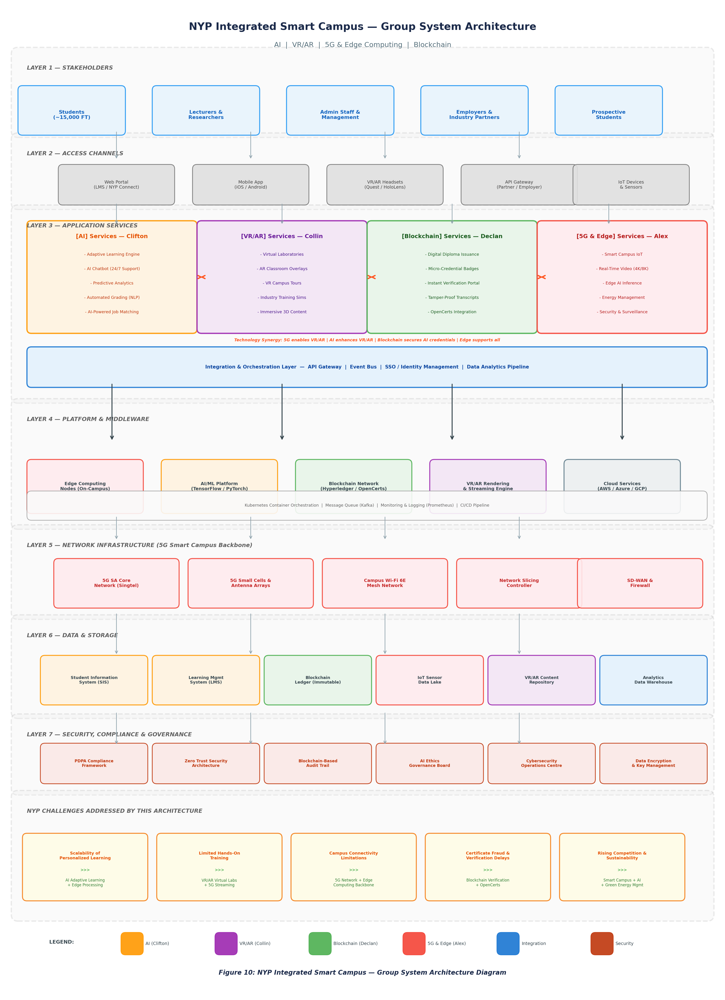 NYP Integrated Smart Campus — Group System Architecture
AI | VR/AR | 5G & Edge Computing | Blockchain
LAYER 1 — STAKEHOLDERS
Students
(~15,000 FT)
Lecturers &
Researchers
Admin Staff &
Management
Employers &
Industry Partners
Prospective
Students
LAYER 2 — ACCESS CHANNELS
Web Portal
(LMS / NYP Connect)
Mobile App
(iOS / Android)
VR/AR Headsets
(Quest / HoloLens)
API Gateway
(Partner / Employer)
IoT Devices
& Sensors
LAYER 3 — APPLICATION SERVICES
[AI] Services — Clifton
- Adaptive Learning Engine
- AI Chatbot (24/7 Support)
- Predictive Analytics
- Automated Grading (NLP)
- AI-Powered Job Matching
[VR/AR] Services — Collin
- Virtual Laboratories
- AR Classroom Overlays
- VR Campus Tours
- Industry Training Sims
- Immersive 3D Content
[Blockchain] Services — Declan
- Digital Diploma Issuance
- Micro-Credential Badges
- Instant Verification Portal
- Tamper-Proof Transcripts
- OpenCerts Integration
[5G & Edge] Services — Alex
- Smart Campus IoT
- Real-Time Video (4K/8K)
- Edge AI Inference
- Energy Management
- Security & Surveillance
Technology Synergy: 5G enables VR/AR | AI enhances VR/AR | Blockchain secures AI credentials | Edge supports all
Integration & Orchestration Layer — API Gateway | Event Bus | SSO / Identity Management | Data Analytics Pipeline
LAYER 4 — PLATFORM & MIDDLEWARE
Edge Computing
Nodes (On-Campus)
AI/ML Platform
(TensorFlow / PyTorch)
Blockchain Network
(Hyperledger / OpenCerts)
VR/AR Rendering
& Streaming Engine
Cloud Services
(AWS / Azure / GCP)
Kubernetes Container Orchestration | Message Queue (Kafka) | Monitoring & Logging (Prometheus) | CI/CD Pipeline
LAYER 5 — NETWORK INFRASTRUCTURE (5G Smart Campus Backbone)
5G SA Core
Network (Singtel)
5G Small Cells &
Antenna Arrays
Campus Wi-Fi 6E
Mesh Network
Network Slicing
Controller
SD-WAN &
Firewall
LAYER 6 — DATA & STORAGE
Student Information
System (SIS)
Learning Mgmt
System (LMS)
Blockchain
Ledger (Immutable)
IoT Sensor
Data Lake
VR/AR Content
Repository
Analytics
Data Warehouse
LAYER 7 — SECURITY, COMPLIANCE & GOVERNANCE
PDPA Compliance
Framework
Zero Trust Security
Architecture
Blockchain-Based
Audit Trail
AI Ethics
Governance Board
Cybersecurity
Operations Centre
Data Encryption
& Key Management
NYP CHALLENGES ADDRESSED BY THIS ARCHITECTURE
Scalability of
Personalized Learning
>>>
AI Adaptive Learning
+ Edge Processing
Limited Hands-On
Training
>>>
VR/AR Virtual Labs
+ 5G Streaming
Campus Connectivity
Limitations
>>>
5G Network + Edge
Computing Backbone
Certificate Fraud &
Verification Delays
>>>
Blockchain Verification
+ OpenCerts
Rising Competition &
Sustainability
>>>
Smart Campus + AI
+ Green Energy Mgmt
LEGEND:
AI (Clifton)
VR/AR (Collin)
Blockchain (Declan)
5G & Edge (Alex)
Integration
Security
Figure 10: NYP Integrated Smart Campus — Group System Architecture Diagram